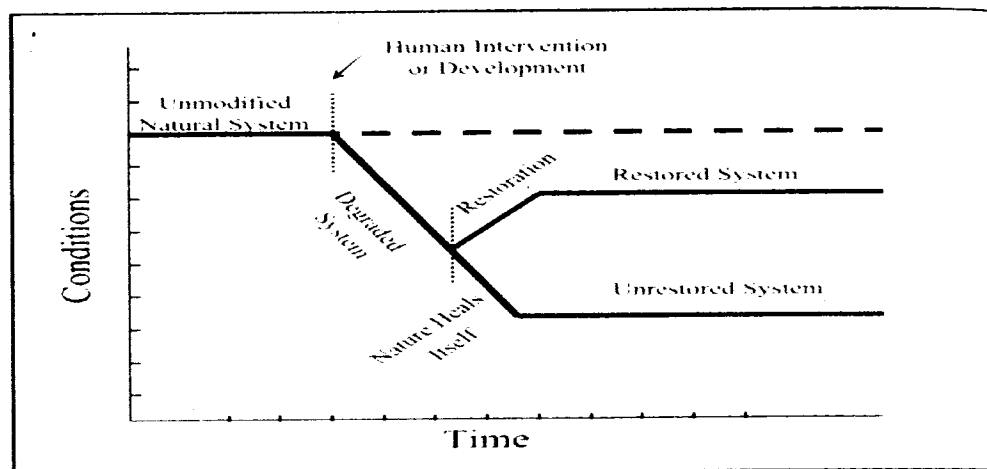 Human Intervention
or Development
Unmodified
Natural System
Restoration
Restored System
Degraded
System
Conditions
Unrestored System
Nature Heals
Itself
Time